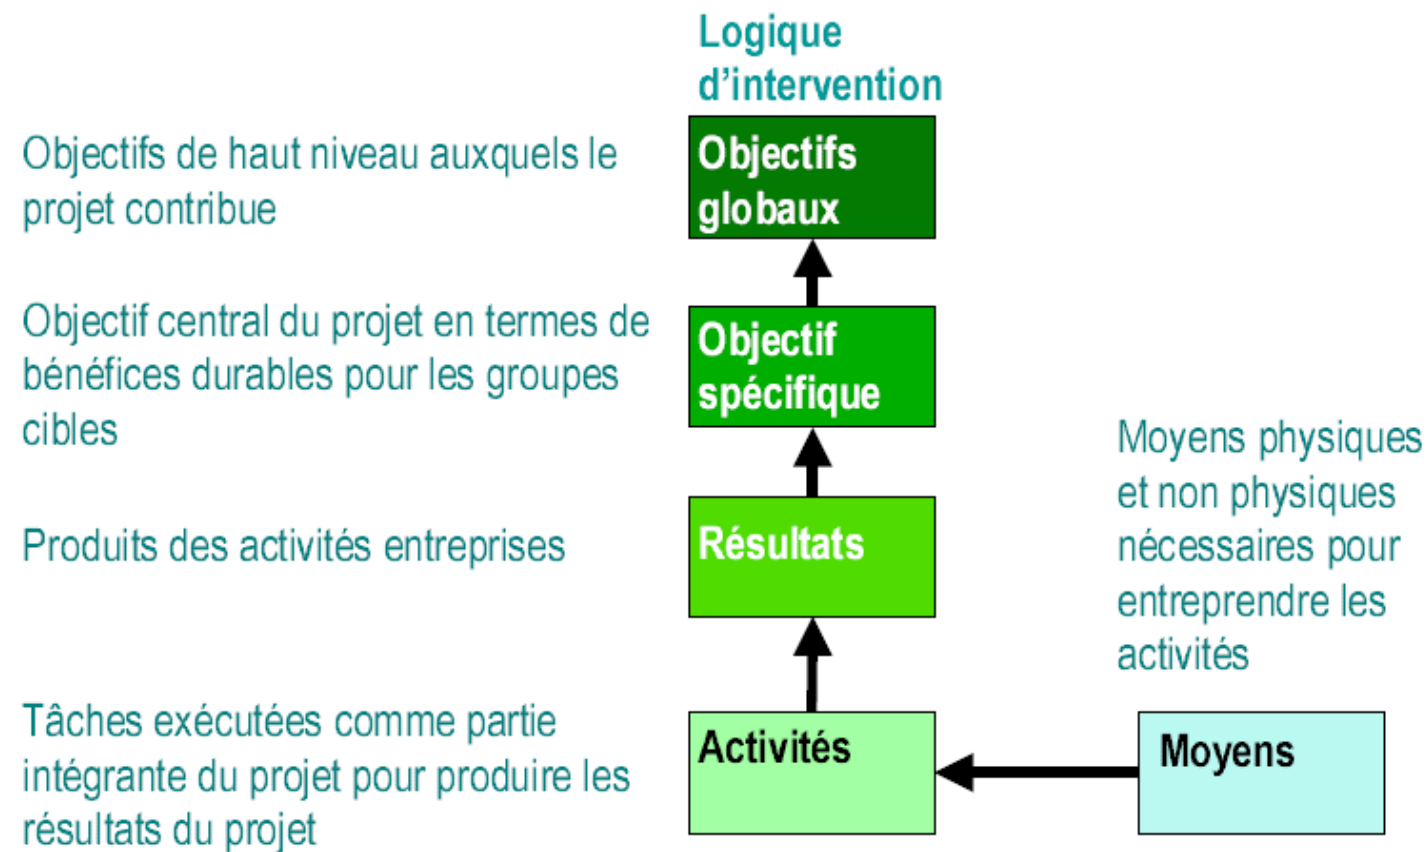 Logique
d'intervention
Objectifs de haut niveau auxquels le
projet contribue
Objectifs
globaux
Objectif central du projet en termes de
bénéfices durables pour les groupes
cibles
Objectif
spécifique
Produits des activités entreprises
Résultats
Moyens physiques
et non physiques
nécessaires pour
entreprendre les
activités
Tâches exécutées comme partie
intégrante du projet pour produire les
résultats du projet
Activités
Moyens